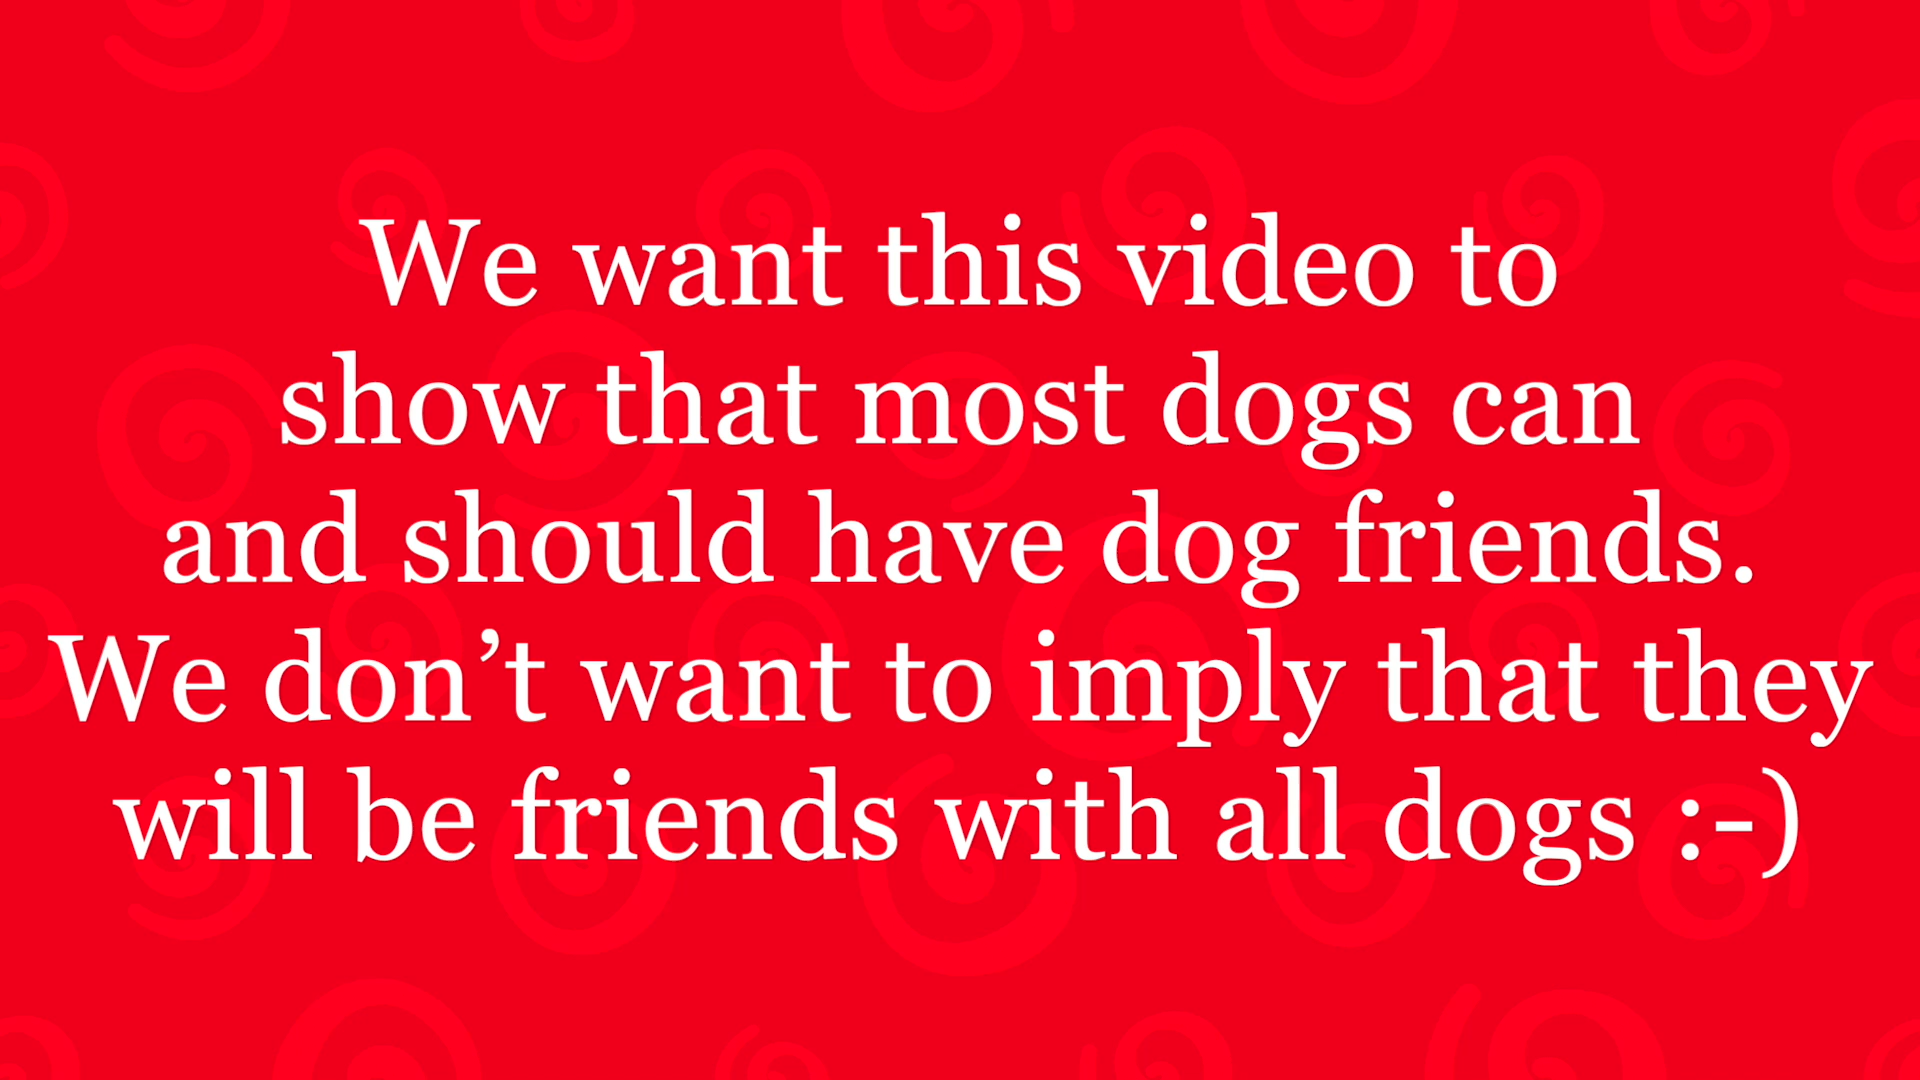 We want this video to
show that most dogs can
and should have dog friends.
We don’t want to imply that they
will be friends with all dogs :-)